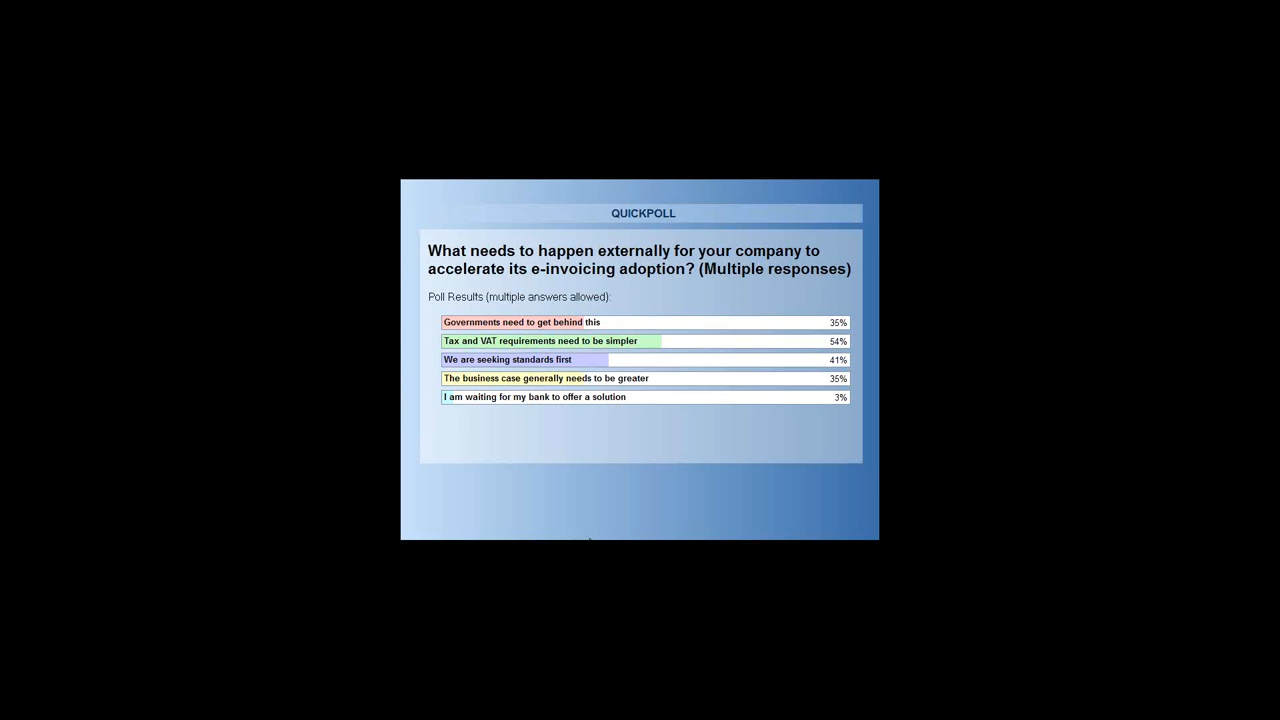 QUICKPOLL
What needs to happen externally for your company to
accelerate its e-invoicing adoption? (Multiple responses)
Poll Results (multiple answers allowed):
Governments need to get behind this 35%
Tax and VAT requirements need to be simpler 54%
We are seeking standards first 41%
The business case generally needs to be greater 35%
I am waiting for my bank to offer a solution 3%